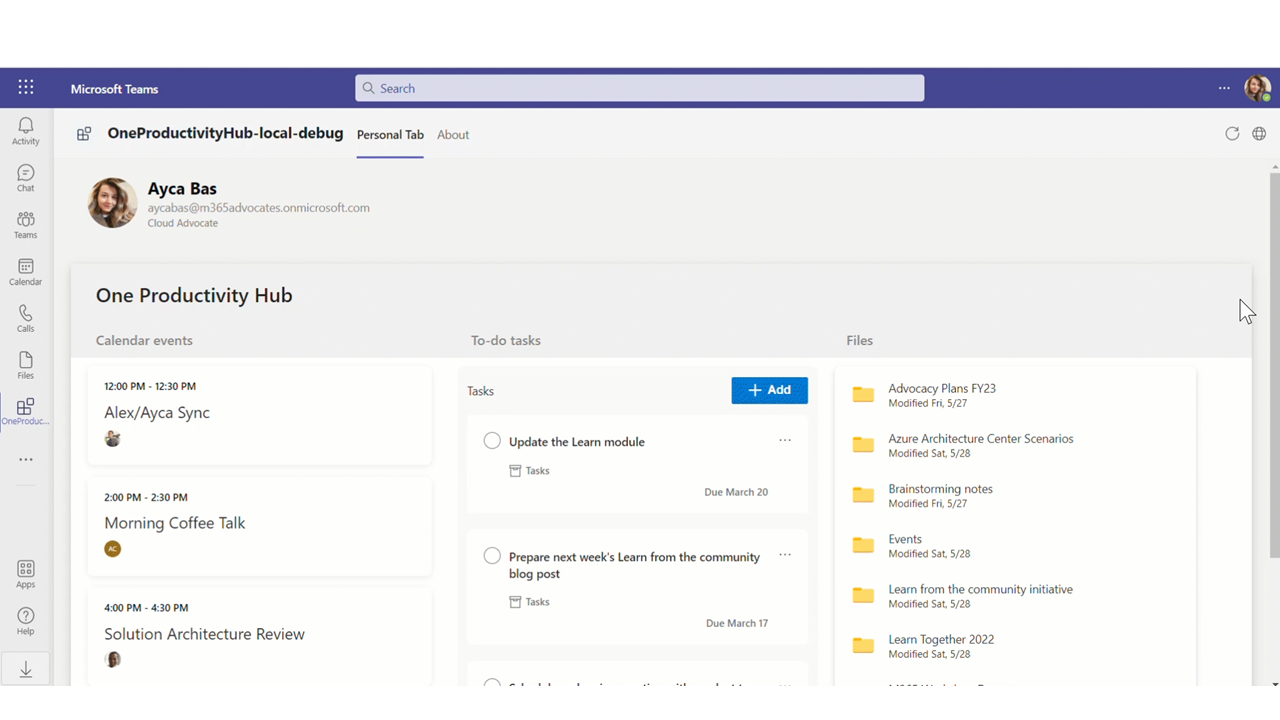 Microsoft Teams
Search
Activity
Chat
Teams
Calendar
Calls
Files
OneProduc...
Apps
Help
OneProductivityHub-local-debug
Personal Tab
About
Ayca Bas
aycabas@m365advocates.onmicrosoft.com
Cloud Advocate
One Productivity Hub
Calendar events
12:00 PM - 12:30 PM
Alex/Ayca Sync
2:00 PM - 2:30 PM
Morning Coffee Talk
AC
4:00 PM - 4:30 PM
Solution Architecture Review
To-do tasks
Tasks
+ Add
Update the Learn module
Tasks
Due March 20
Prepare next week's Learn from the community
blog post
Tasks
Due March 17
Files
Advocacy Plans FY23
Modified Fri, 5/27
Azure Architecture Center Scenarios
Modified Sat, 5/28
Brainstorming notes
Modified Fri, 5/27
Events
Modified Sat, 5/28
Learn from the community initiative
Modified Sat, 5/28
Learn Together 2022
Modified Sat, 5/28